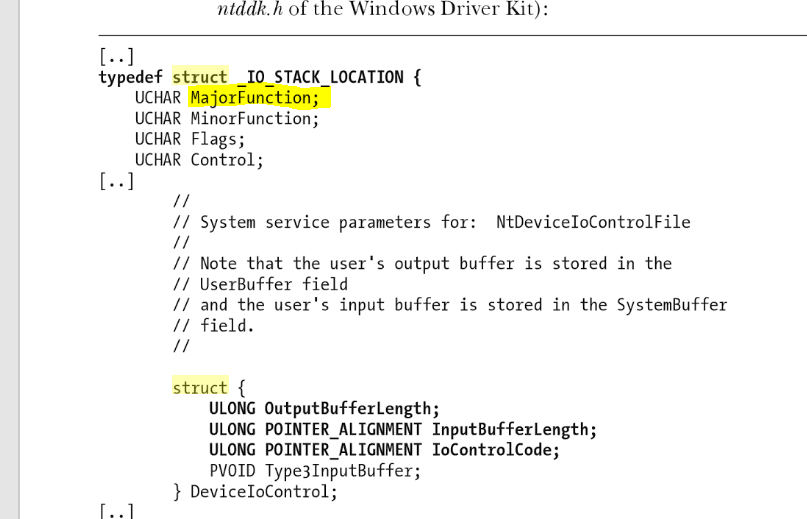 ntddk.h of the Windows Driver Kit):
[..]
typedef struct _IO_STACK_LOCATION {
UCHAR MajorFunction;
UCHAR MinorFunction;
UCHAR Flags;
UCHAR Control;
[..]
//
// System service parameters for:  NtDeviceIoControlFile
//
// Note that the user's output buffer is stored in the
// UserBuffer field
// and the user's input buffer is stored in the SystemBuffer
// field.
//
struct {
ULONG OutputBufferLength;
ULONG POINTER_ALIGNMENT InputBufferLength;
ULONG POINTER_ALIGNMENT IoControlCode;
PVOID Type3InputBuffer;
} DeviceIoControl;
[..]